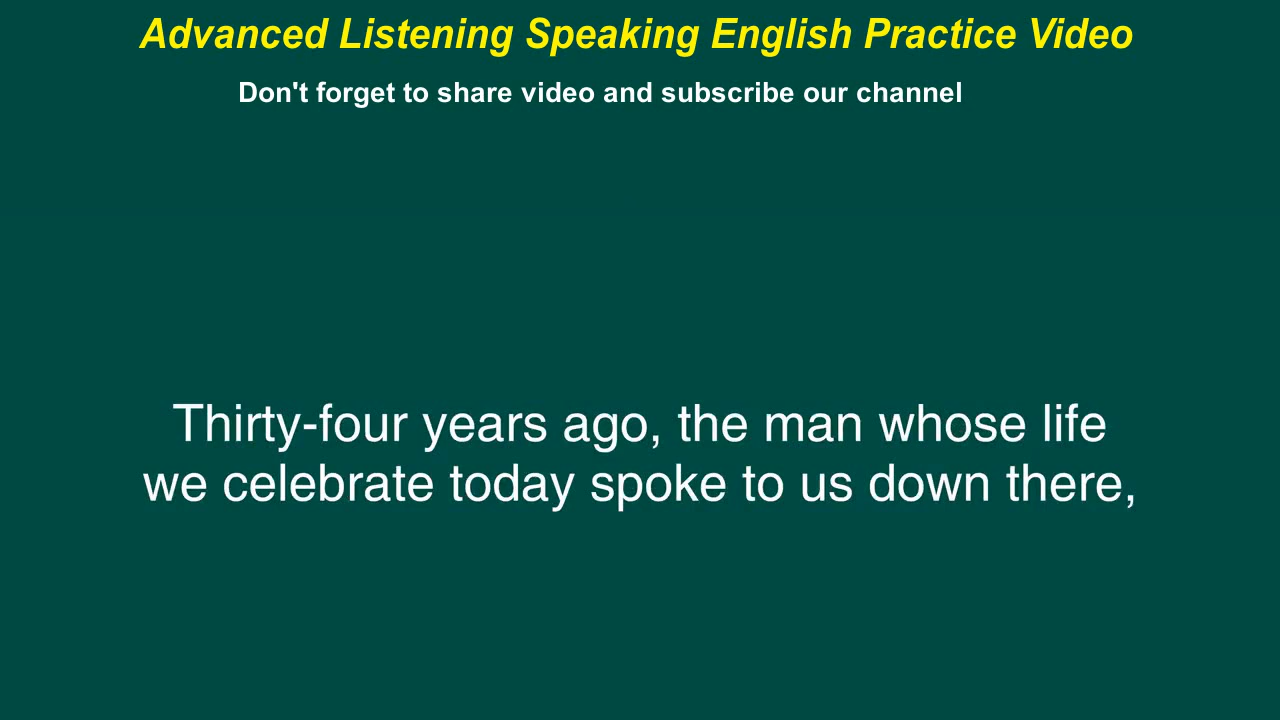 Advanced Listening Speaking English Practice Video
Don't forget to share video and subscribe our channel
Thirty-four years ago, the man whose life
we celebrate today spoke to us down there,